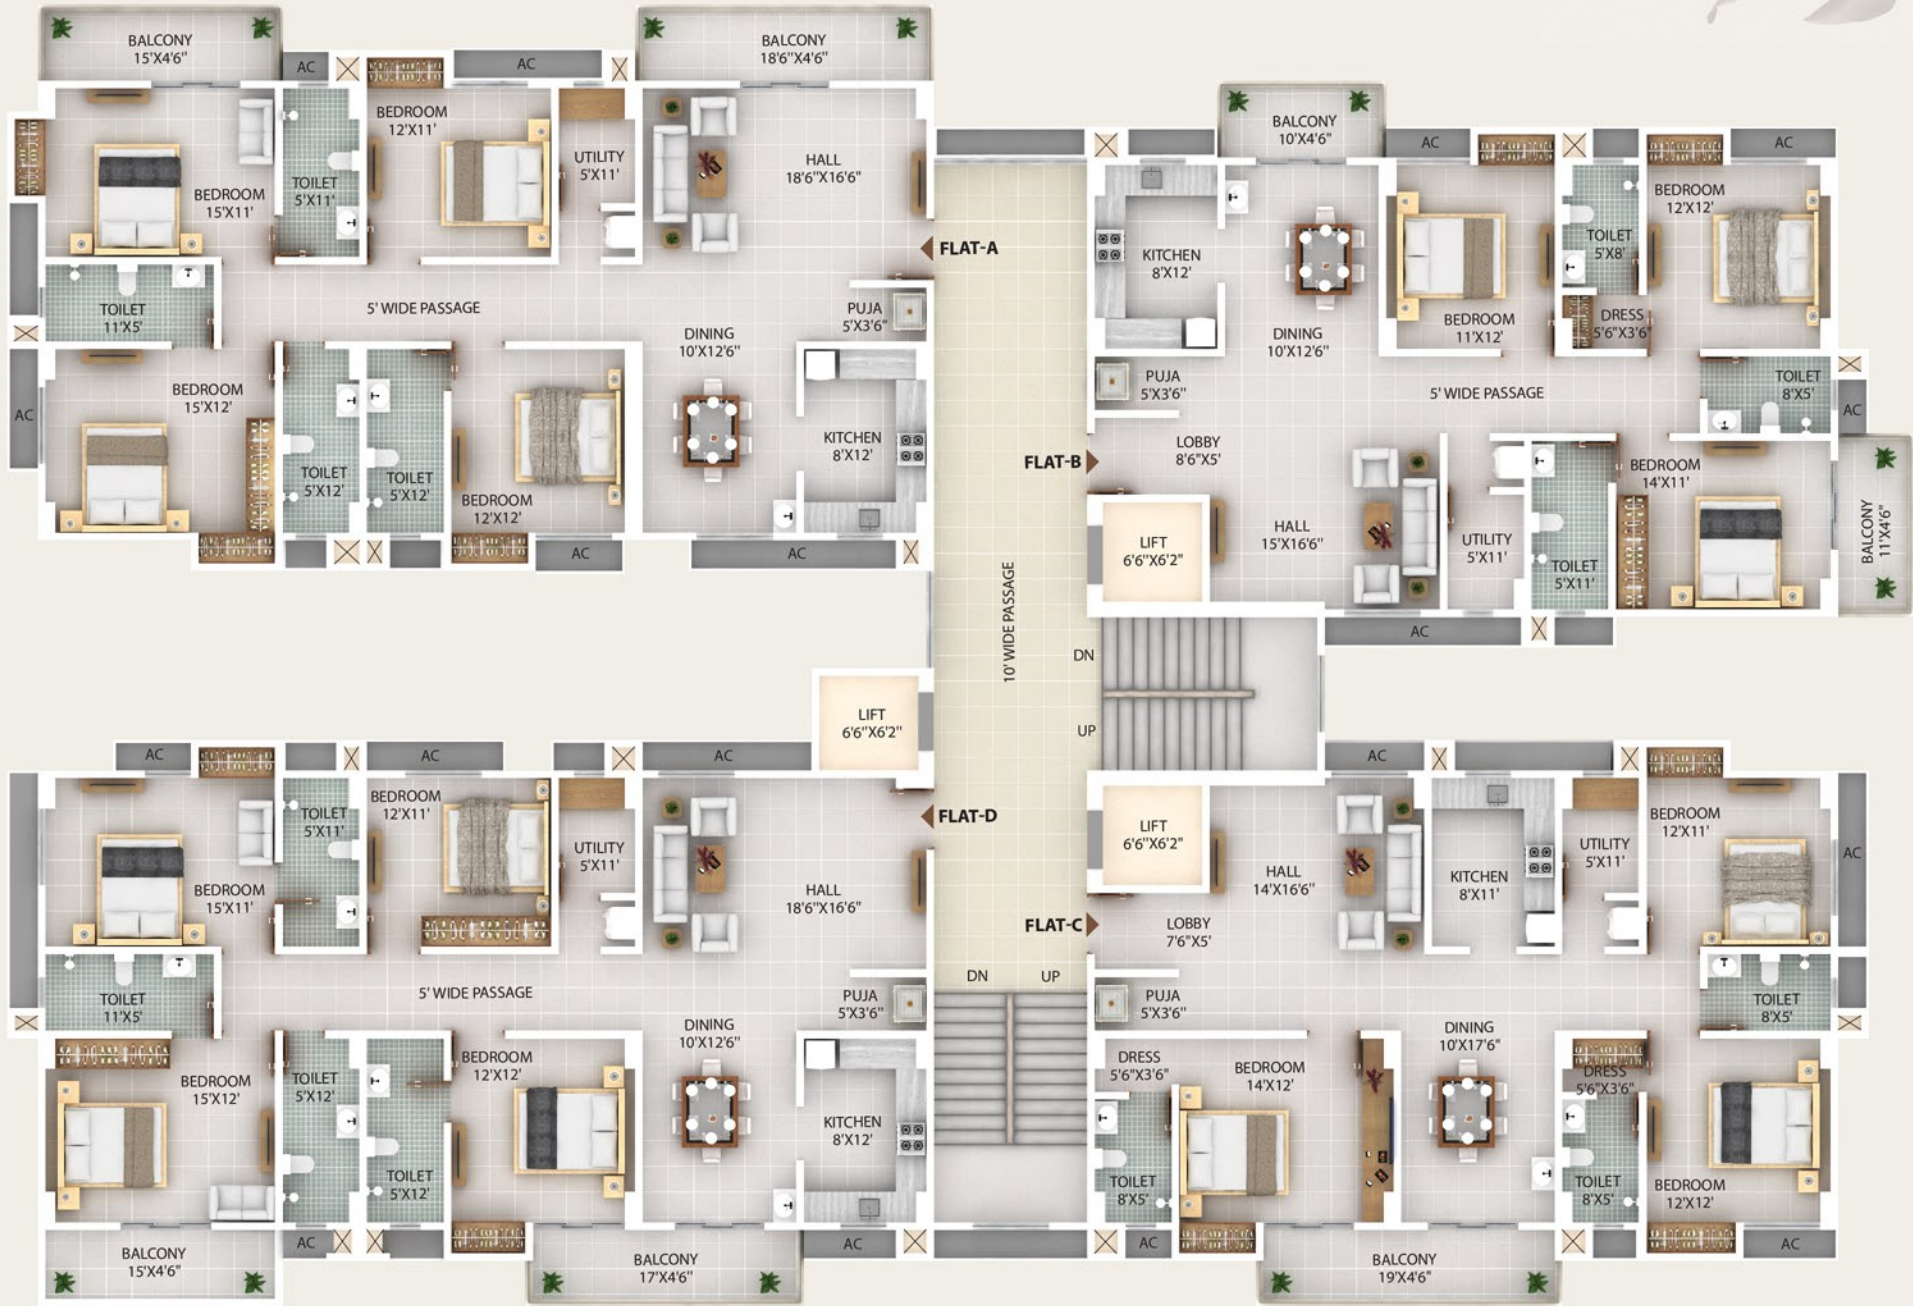 BALCONY
15'X4'6"
AC
AC
BALCONY
18'6"X4'6"
BEDROOM
15'X11'
TOILET
5'X11'
BEDROOM
12'X11'
UTILITY
5'X11'
HALL
18'6"X16'6"
FLAT-A
TOILET
11'X5'
5' WIDE PASSAGE
PUJA
5'X3'6"
DINING
10'X12'6"
AC
BEDROOM
15'X12'
TOILET
5'X12'
TOILET
5'X12'
BEDROOM
12'X12'
KITCHEN
8'X12'
AC
AC
BALCONY
10'X4'6"
AC
AC
KITCHEN
8'X12'
DINING
10'X12'6"
BEDROOM
11'X12'
TOILET
5'X8'
BEDROOM
12'X12'
DRESS
5'6"X3'6"
PUJA
5'X3'6"
5' WIDE PASSAGE
TOILET
8'X5'
AC
FLAT-B
LOBBY
8'6"X5'
LIFT
6'6"X6'2"
HALL
15'X16'6"
UTILITY
5'X11'
TOILET
5'X11'
BEDROOM
14'X11'
BALCONY
11'X4'6"
AC
10' WIDE PASSAGE
DN
UP
LIFT
6'6"X6'2"
AC
AC
AC
BEDROOM
15'X11'
TOILET
5'X11'
BEDROOM
12'X11'
UTILITY
5'X11'
HALL
18'6"X16'6"
FLAT-D
TOILET
11'X5'
5' WIDE PASSAGE
PUJA
5'X3'6"
DINING
10'X12'6"
BEDROOM
15'X12'
TOILET
5'X12'
TOILET
5'X12'
BEDROOM
12'X12'
KITCHEN
8'X12'
BALCONY
15'X4'6"
AC
BALCONY
17'X4'6"
AC
DN
UP
AC
LIFT
6'6"X6'2"
HALL
14'X16'6"
KITCHEN
8'X11'
UTILITY
5'X11'
BEDROOM
12'X11'
AC
FLAT-C
LOBBY
7'6"X5'
PUJA
5'X3'6"
TOILET
8'X5'
DRESS
5'6"X3'6"
BEDROOM
14'X12'
DINING
10'X17'6"
DRESS
5'6"X3'6"
TOILET
8'X5'
TOILET
8'X5'
BEDROOM
12'X12'
AC
BALCONY
19'X4'6"
AC